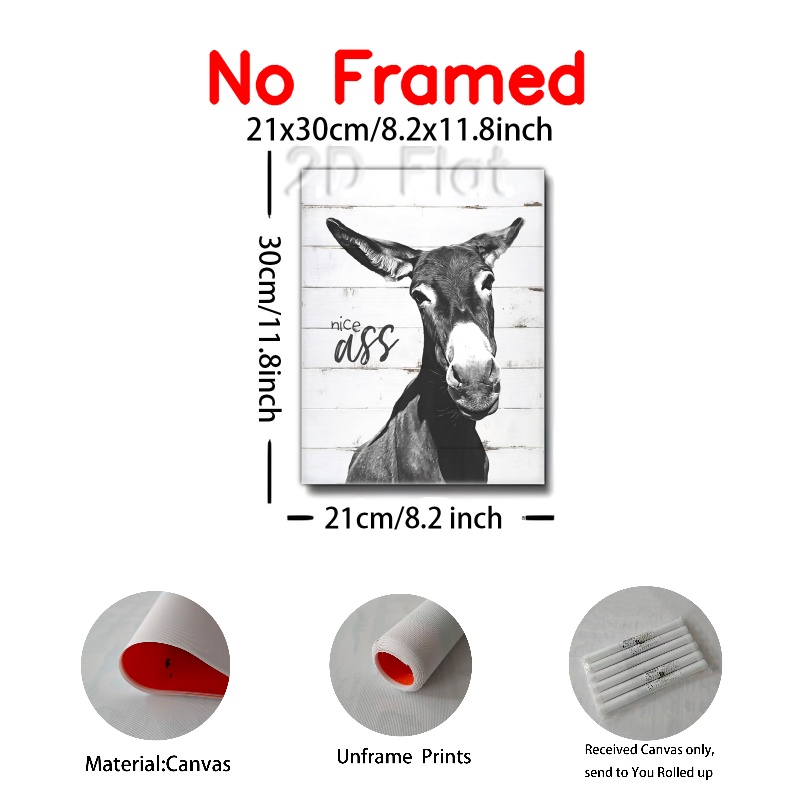 No Framed
21x30cm/8.2x11.8inch
2D Flat
30cm/11.8inch
nice
ass
21cm/8.2 inch
Material:Canvas
Unframe Prints
Received Canvas only,
send to You Rolled up